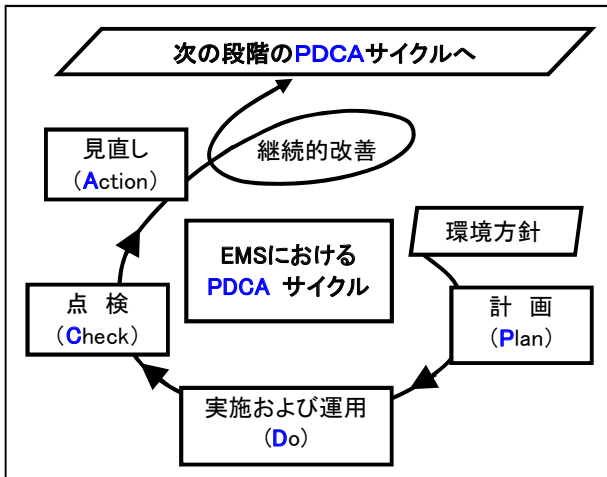 次の段階のPDCAサイクルへ
見直し
(Action)
継続的改善
環境方針
EMSにおける
PDCA サイクル
点 検
(Check)
計 画
(Plan)
実施および運用
(Do)